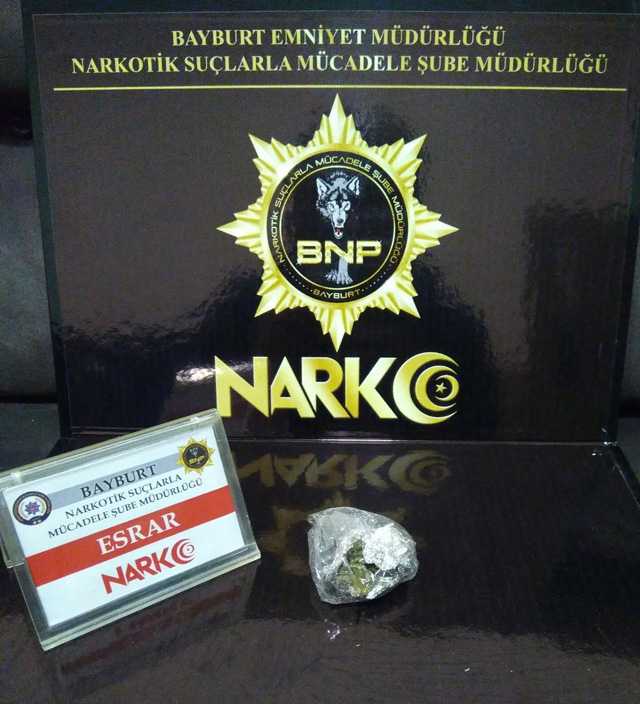 BAYBURT EMNİYET MÜDÜRLÜĞÜ
NARKOTİK SUÇLARLA MÜCADELE ŞUBE MÜDÜRLÜĞÜ
NARKOTİK SUÇLARLA MÜCADELE ŞUBE MÜDÜRLÜĞÜ
BNP
BAYBURT
NARKO
BAYBURT
NARKOTİK SUÇLARLA
MÜCADELE ŞUBE MÜDÜRLÜĞÜ
BNP
ESRAR
NARKO